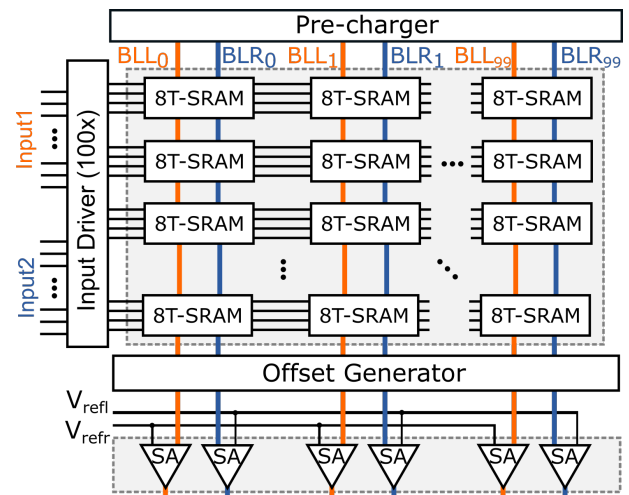 Pre-charger
BLL0 BLR0 BLL1 BLR1 BLL99 BLR99
Input1
Input2
Input Driver (100x)
8T-SRAM 8T-SRAM 8T-SRAM
8T-SRAM 8T-SRAM 8T-SRAM
8T-SRAM 8T-SRAM 8T-SRAM
8T-SRAM 8T-SRAM 8T-SRAM
Offset Generator
Vrefl
Vrefr
SA SA SA SA SA SA